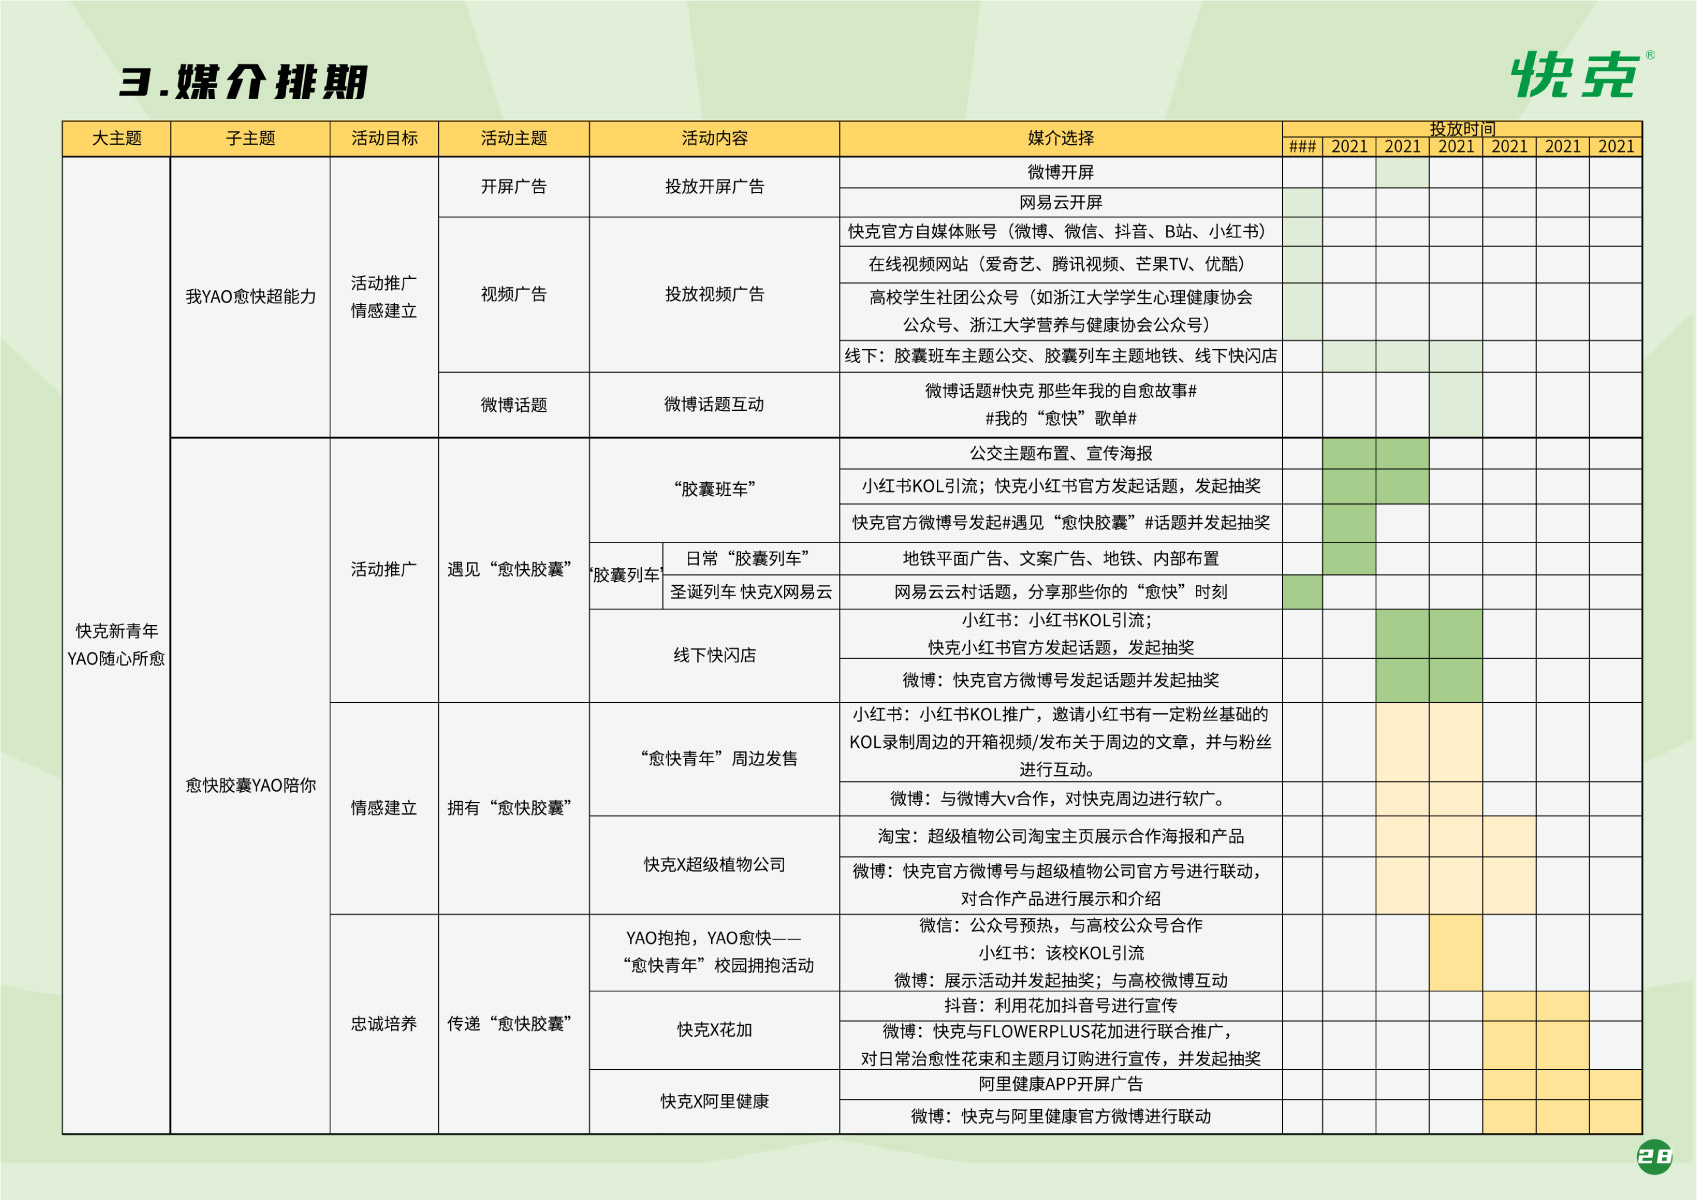 3.媒介排期
快克®
大主题 子主题 活动目标 活动主题 活动内容 媒介选择 投放时间
### 2021 2021 2021 2021 2021 2021
快克新青年
YAO随心所愈
我YAO愈快超能力
活动推广
情感建立
开屏广告
投放开屏广告
微博开屏
网易云开屏
视频广告
投放视频广告
快克官方自媒体账号（微博、微信、抖音、B站、小红书）
在线视频网站（爱奇艺、腾讯视频、芒果TV、优酷）
高校学生社团公众号（如浙江大学学生心理健康协会
公众号、浙江大学营养与健康协会公众号）
线下：胶囊班车主题公交、胶囊列车主题地铁、线下快闪店
微博话题
微博话题互动
微博话题#快克 那些年我的自愈故事#
#我的“愈快”歌单#
愈快胶囊YAO陪你
活动推广
遇见“愈快胶囊”
“胶囊班车”
公交主题布置、宣传海报
小红书KOL引流；快克小红书官方发起话题，发起抽奖
快克官方微博号发起#遇见“愈快胶囊”#话题并发起抽奖
“胶囊列车”
日常“胶囊列车”
地铁平面广告、文案广告、地铁、内部布置
圣诞列车 快克X网易云
网易云云村话题，分享那些你的“愈快”时刻
线下快闪店
小红书：小红书KOL引流；
快克小红书官方发起话题，发起抽奖
微博：快克官方微博号发起话题并发起抽奖
情感建立
拥有“愈快胶囊”
“愈快青年”周边发售
小红书：小红书KOL推广，邀请小红书有一定粉丝基础的
KOL录制周边的开箱视频/发布关于周边的文章，并与粉丝
进行互动。
微博：与微博大v合作，对快克周边进行软广。
快克X超级植物公司
淘宝：超级植物公司淘宝主页展示合作海报和产品
微博：快克官方微博号与超级植物公司官方号进行联动，
对合作产品进行展示和介绍
忠诚培养
传递“愈快胶囊”
YAO抱抱，YAO愈快——
“愈快青年”校园拥抱活动
微信：公众号预热，与高校公众号合作
小红书：该校KOL引流
微博：展示活动并发起抽奖；与高校微博互动
快克X花加
抖音：利用花加抖音号进行宣传
微博：快克与FLOWERPLUS花加进行联合推广，
对日常治愈性花束和主题月订购进行宣传，并发起抽奖
快克X阿里健康
阿里健康APP开屏广告
微博：快克与阿里健康官方微博进行联动
28